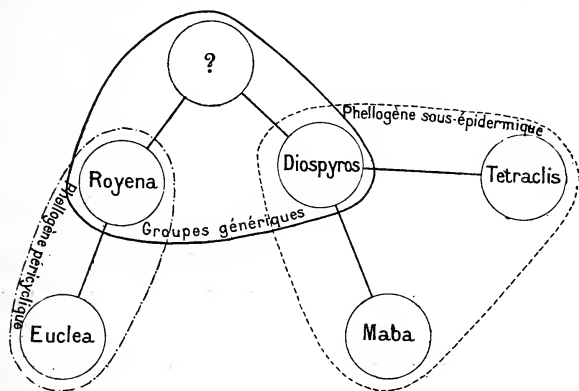 ?
Phellogène sous-épidermique
Royena
Diospyros
Tetraclis
Groupes génériques
Phellogène péricyclique
Euclea
Maba